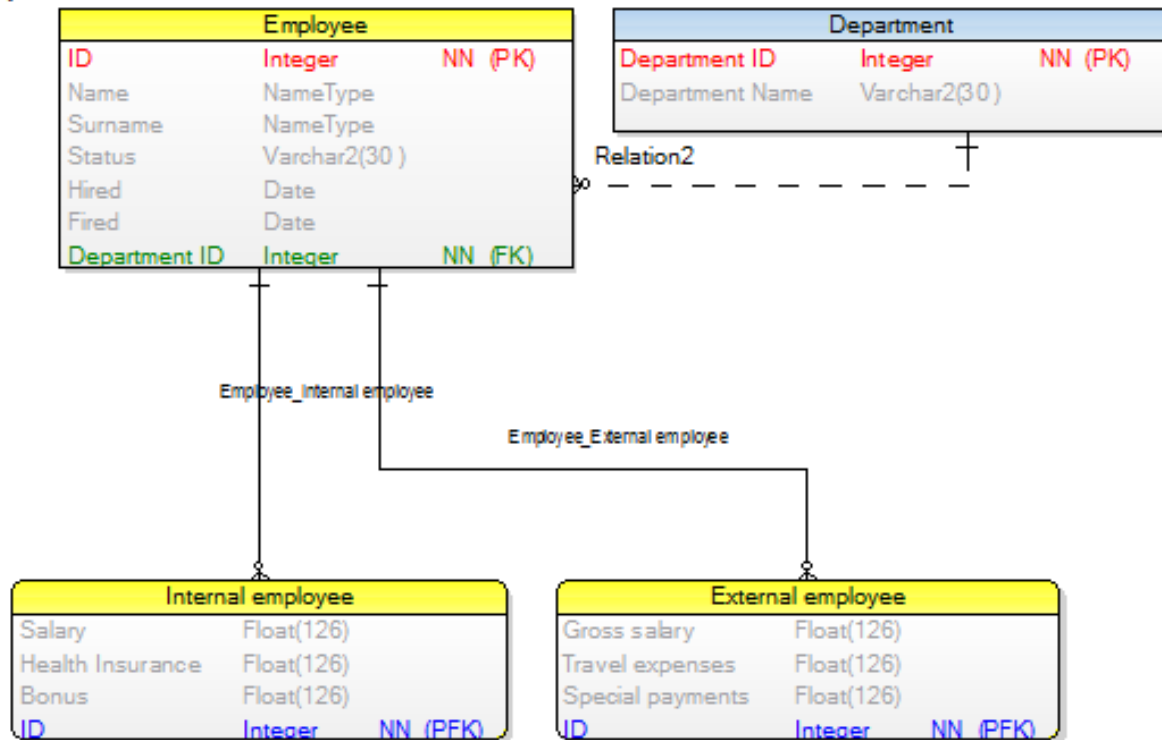 Employee
ID Integer NN (PK)
Name NameType
Surname NameType
Status Varchar2(30 )
Hired Date
Fired Date
Department ID Integer NN (FK)
Department
Department ID Integer NN (PK)
Department Name Varchar2(30 )
Relation2
Employee_Internal employee
Employee_External employee
Internal employee
Salary Float(126)
Health Insurance Float(126)
Bonus Float(126)
ID Integer NN (PFK)
External employee
Gross salary Float(126)
Travel expenses Float(126)
Special payments Float(126)
ID Integer NN (PFK)